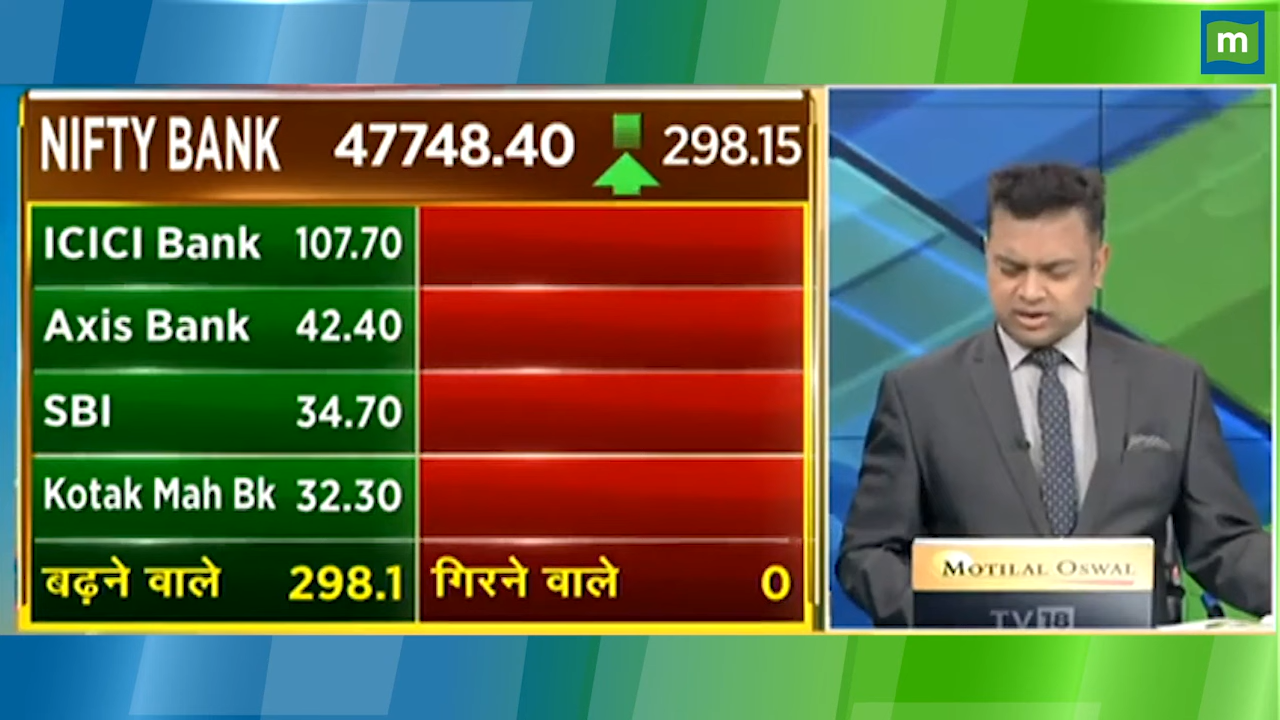 m
NIFTY BANK 47748.40 298.15
ICICI Bank 107.70
Axis Bank 42.40
SBI 34.70
Kotak Mah Bk 32.30
बढ़ने वाले 298.1 गिरने वाले 0
MOTILAL OSWAL
TV18